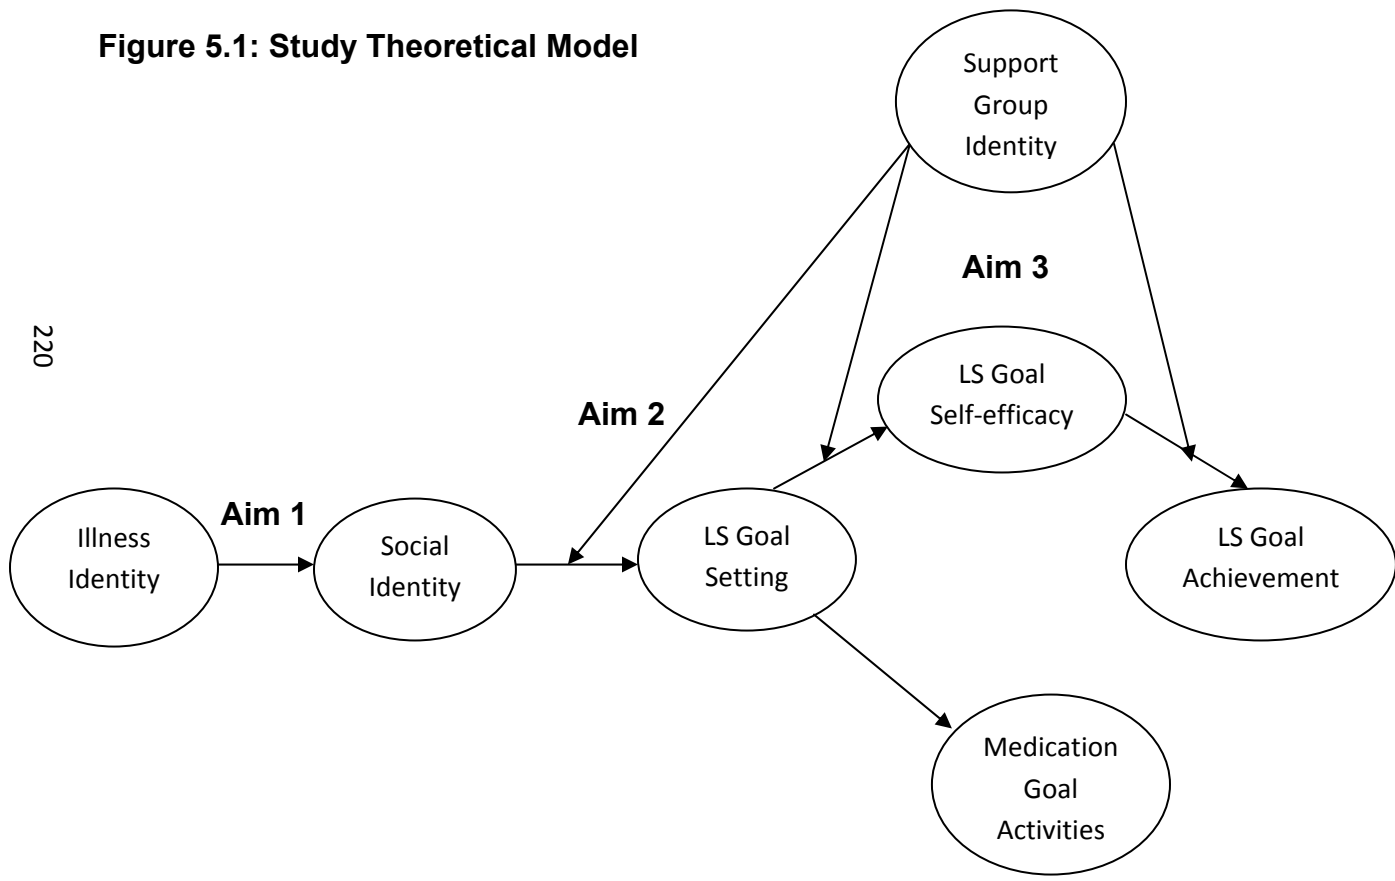 Figure 5.1: Study Theoretical Model
Support
Group
Identity
Aim 3
220
LS Goal
Self-efficacy
Aim 2
Aim 1
Illness
Identity
Social
Identity
LS Goal
Setting
LS Goal
Achievement
Medication
Goal
Activities